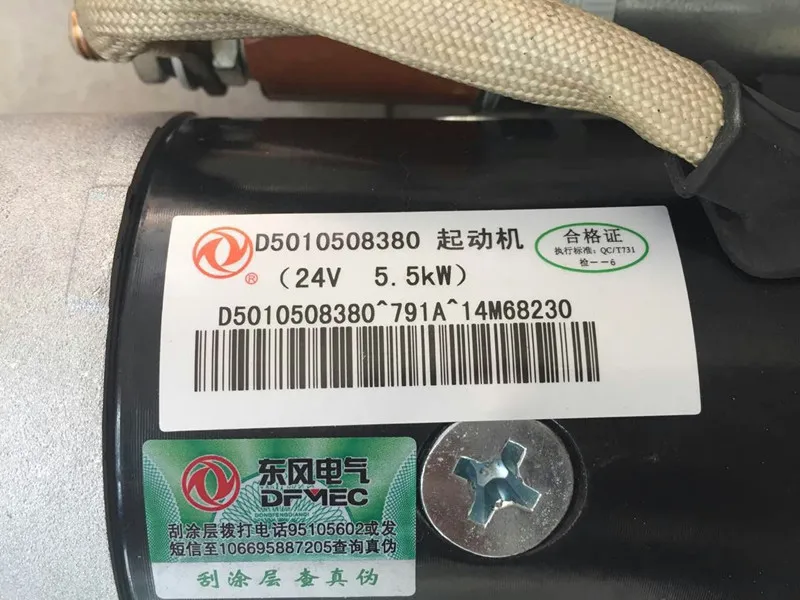 D5010508380 起动机
(24V 5.5kW)
合格证
执行标准: QC/T731
检——6
®
D5010508380^791A^14M68230
东风电气
DFMEC
DONGFENGDIANQI
刮涂层拨打电话95105602或发
短信至106695887205查询真伪
刮涂层 查真伪